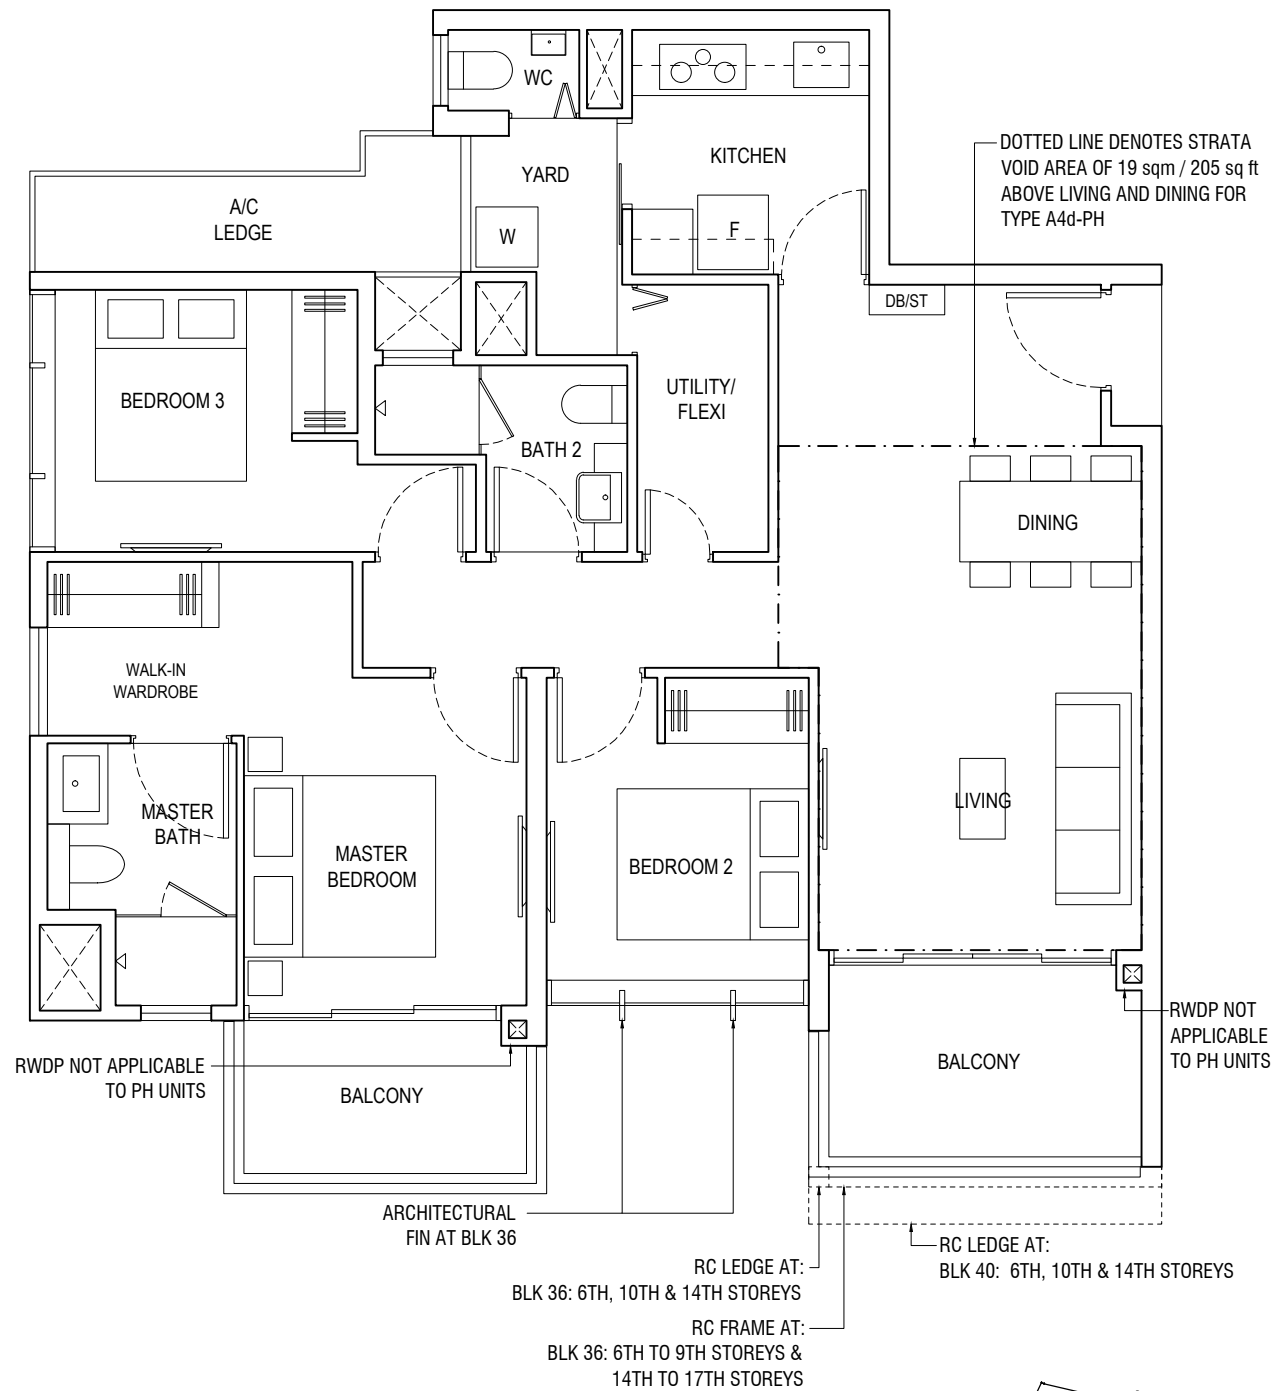 WC
KITCHEN
DOTTED LINE DENOTES STRATA
VOID AREA OF 19 sqm / 205 sq ft
ABOVE LIVING AND DINING FOR
TYPE A4d-PH
YARD
A/C
LEDGE
W
F
DB/ST
BEDROOM 3
UTILITY/
FLEXI
BATH 2
DINING
WALK-IN
WARDROBE
MASTER
BATH
MASTER
BEDROOM
BEDROOM 2
LIVING
RWDP NOT
APPLICABLE
TO PH UNITS
RWDP NOT APPLICABLE
TO PH UNITS
BALCONY
BALCONY
ARCHITECTURAL
FIN AT BLK 36
RC LEDGE AT:
BLK 40: 6TH, 10TH & 14TH STOREYS
RC LEDGE AT:
BLK 36: 6TH, 10TH & 14TH STOREYS
RC FRAME AT:
BLK 36: 6TH TO 9TH STOREYS &
14TH TO 17TH STOREYS